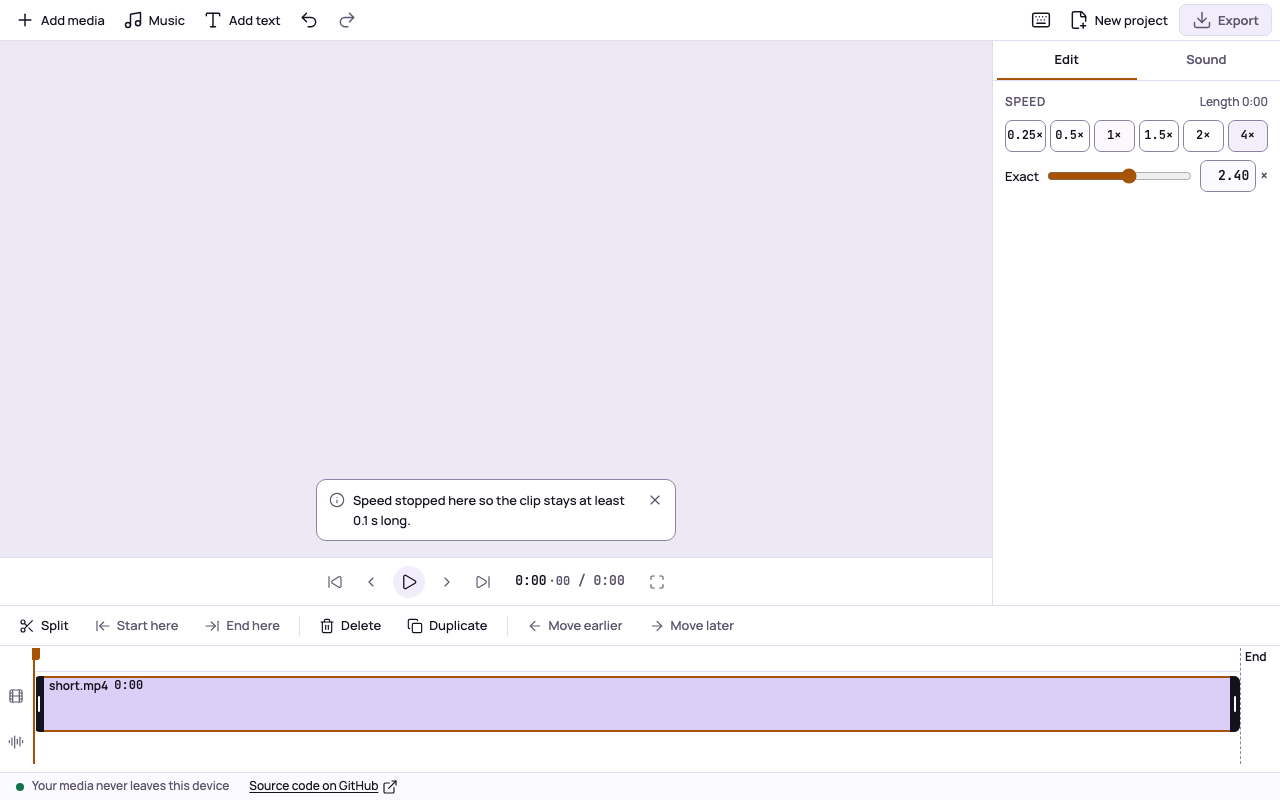 Add media Music Add text New project Export
Edit Sound
SPEED Length 0:00
0.25× 0.5× 1× 1.5× 2× 4×
Exact 2.40 ×
Speed stopped here so the clip stays at least
0.1 s long.
0:00·00 / 0:00
Split Start here End here Delete Duplicate Move earlier Move later
End
short.mp4 0:00
Your media never leaves this device Source code on GitHub